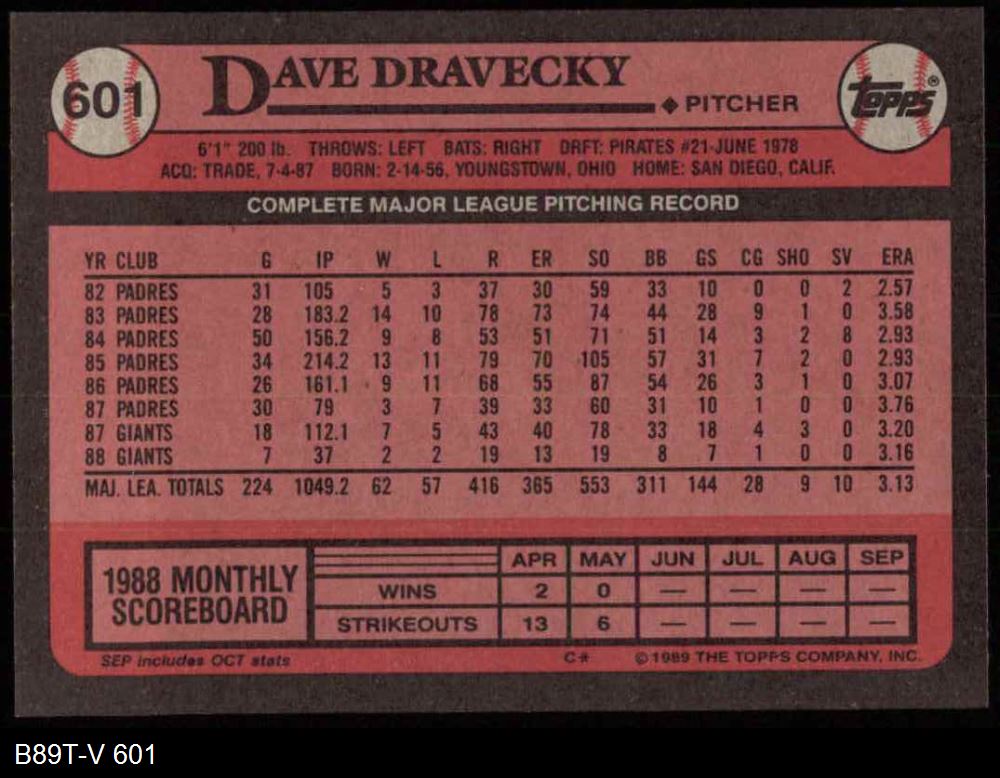 601 DAVE DRAVECKY ◆ PITCHER topps®
6'1" 200 lb. THROWS: LEFT BATS: RIGHT DRFT: PIRATES #21-JUNE 1978
ACQ: TRADE, 7-4-87 BORN: 2-14-56, YOUNGSTOWN, OHIO HOME: SAN DIEGO, CALIF.
COMPLETE MAJOR LEAGUE PITCHING RECORD
YR CLUB G IP W L R ER SO BB GS CG SHO SV ERA
82 PADRES 31 105 5 3 37 30 59 33 10 0 0 2 2.57
83 PADRES 28 183.2 14 10 78 73 74 44 28 9 1 0 3.58
84 PADRES 50 156.2 9 8 53 51 71 51 14 3 2 8 2.93
85 PADRES 34 214.2 13 11 79 70 105 57 31 7 2 0 2.93
86 PADRES 26 161.1 9 11 68 55 87 54 26 3 1 0 3.07
87 PADRES 30 79 3 7 39 33 60 31 10 1 0 0 3.76
87 GIANTS 18 112.1 7 5 43 40 78 33 18 4 3 0 3.20
88 GIANTS 7 37 2 2 19 13 19 8 7 1 0 0 3.16
MAJ. LEA. TOTALS 224 1049.2 62 57 416 365 553 311 144 28 9 10 3.13
1988 MONTHLY SCOREBOARD
APR MAY JUN JUL AUG SEP
WINS 2 0 — — — —
STRIKEOUTS 13 6 — — — —
SEP includes OCT stats C* © 1989 THE TOPPS COMPANY, INC.
B89T-V 601